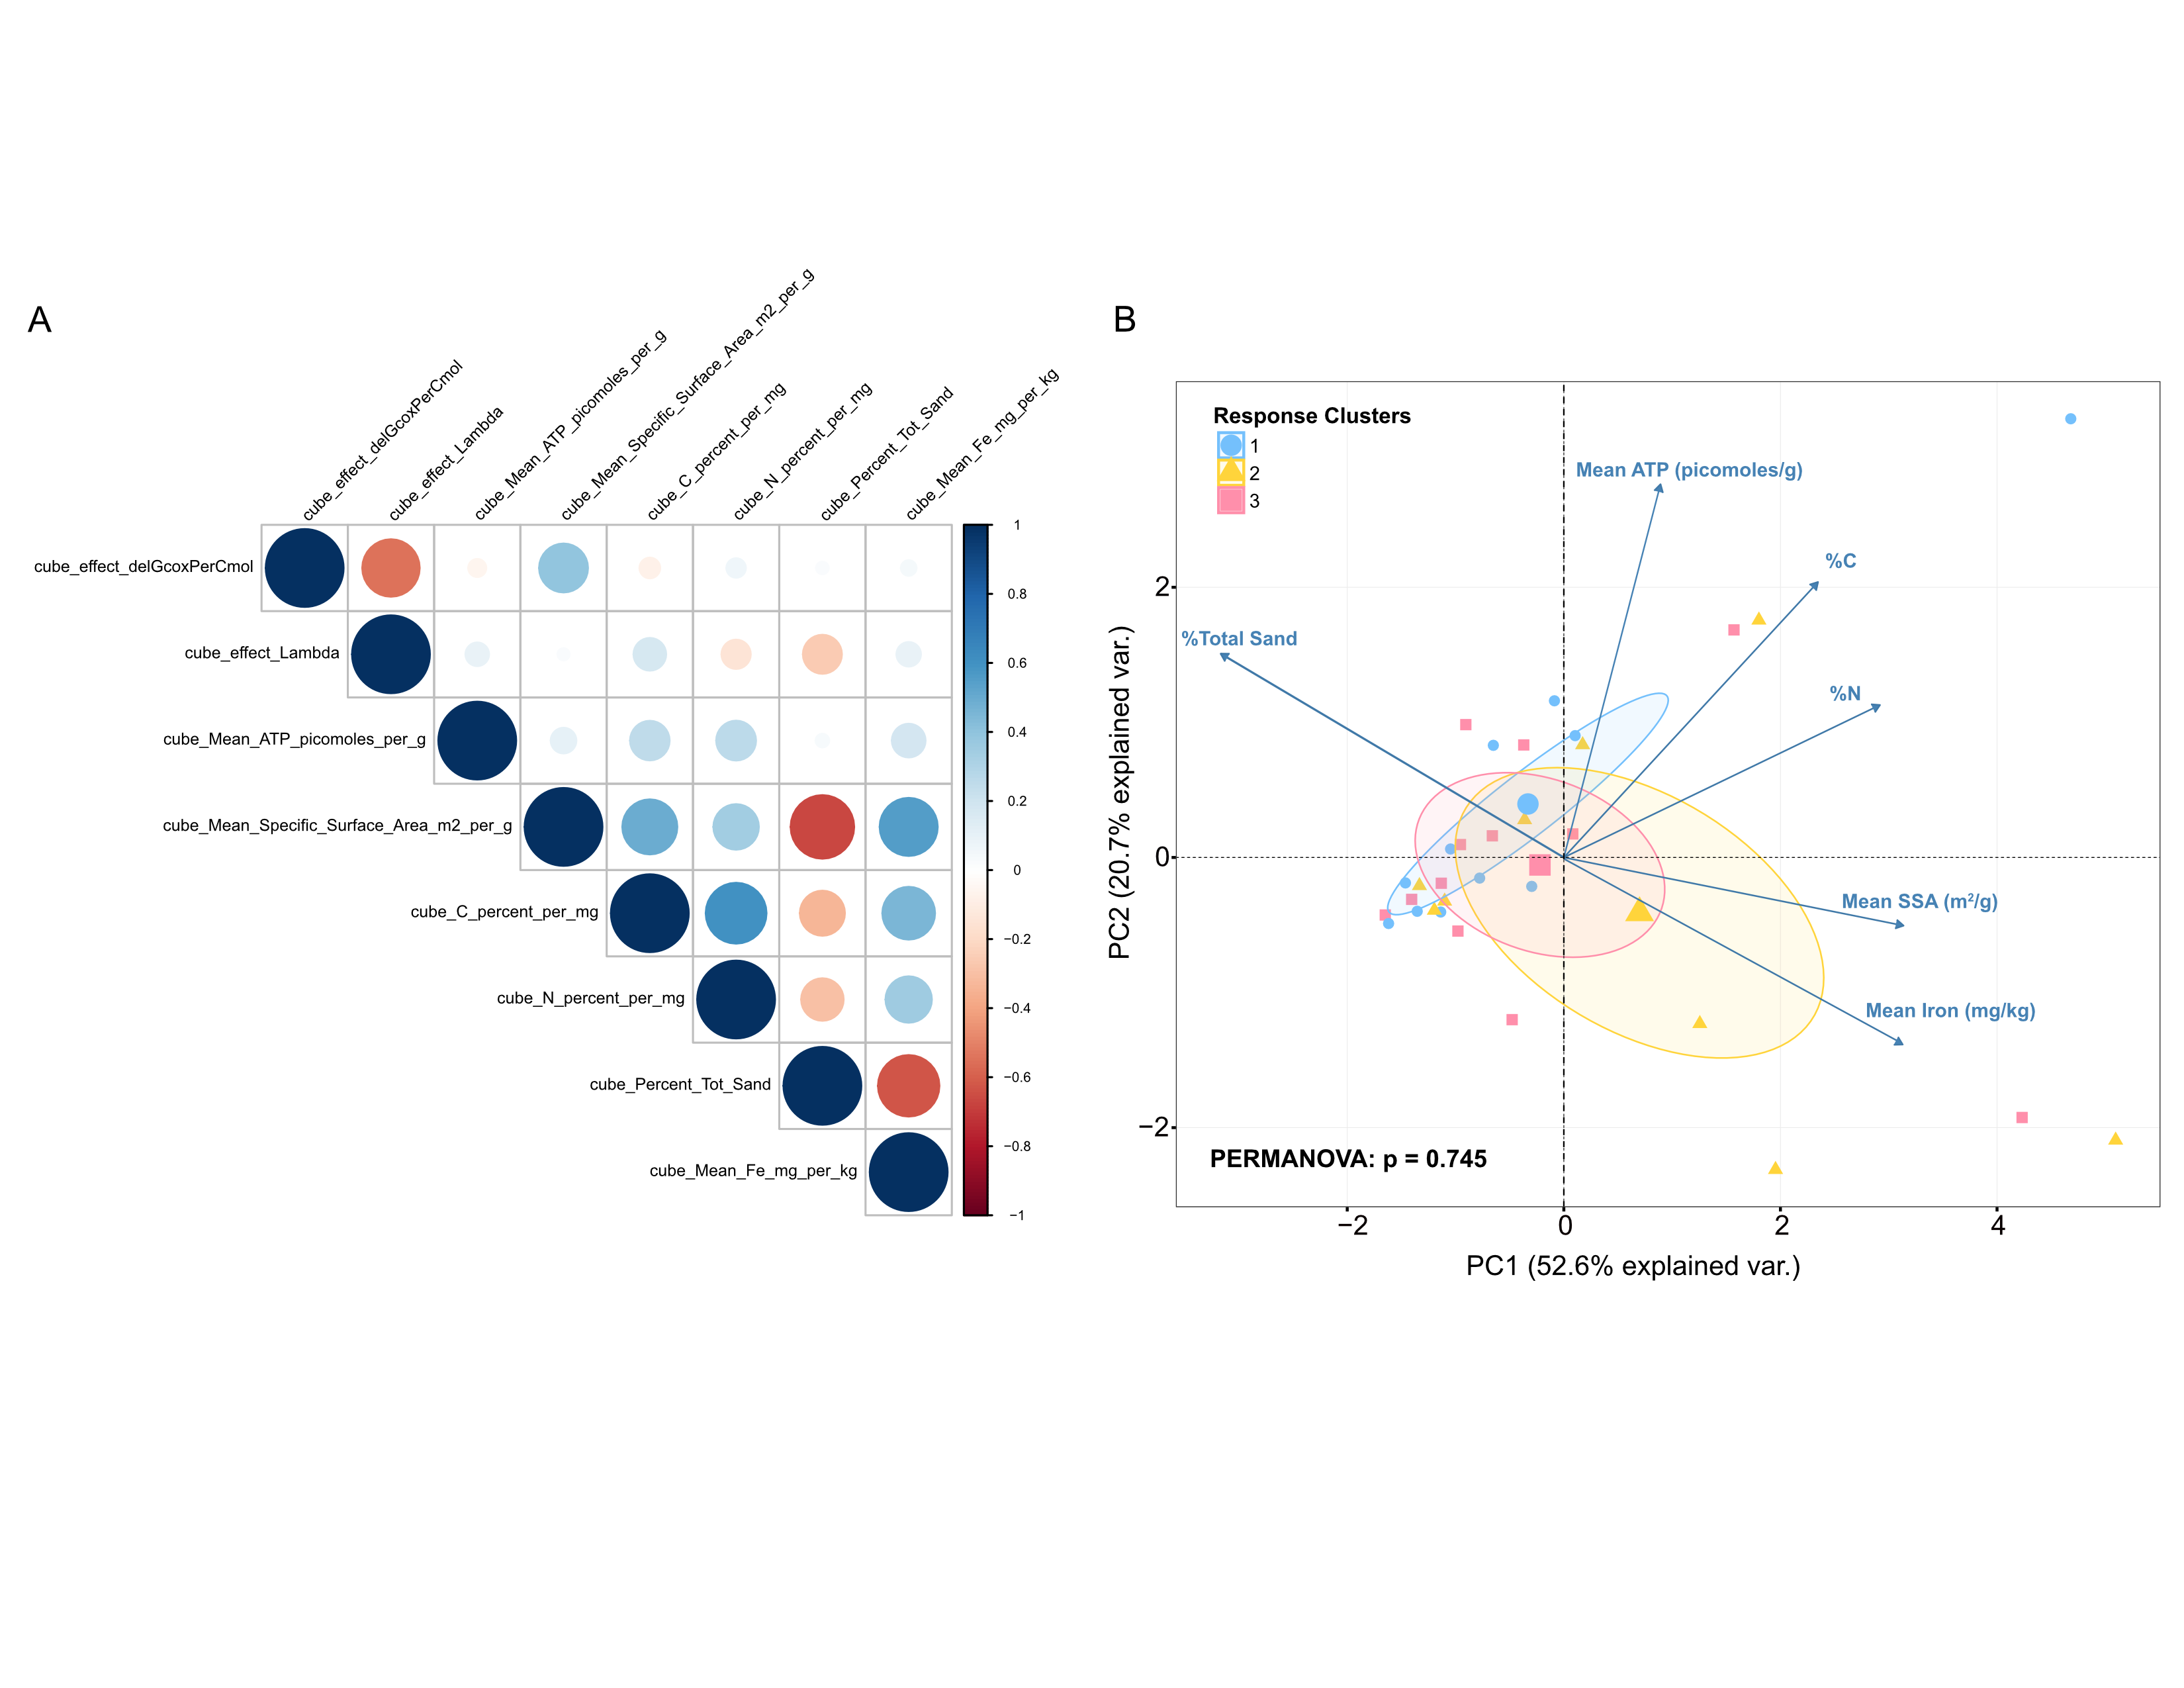 A
B
cube_effect_delGcoxPerCmol
cube_effect_Lambda
cube_Mean_ATP_picomoles_per_g
cube_Mean_Specific_Surface_Area_m2_per_g
cube_C_percent_per_mg
cube_N_percent_per_mg
cube_Percent_Tot_Sand
cube_Mean_Fe_mg_per_kg
cube_effect_delGcoxPerCmol
cube_effect_Lambda
cube_Mean_ATP_picomoles_per_g
cube_Mean_Specific_Surface_Area_m2_per_g
cube_C_percent_per_mg
cube_N_percent_per_mg
cube_Percent_Tot_Sand
cube_Mean_Fe_mg_per_kg
1
0.8
0.6
0.4
0.2
0
−0.2
−0.4
−0.6
−0.8
−1
Response Clusters
1
2
3
Mean ATP (picomoles/g)
%C
%Total Sand
%N
Mean SSA (m²/g)
Mean Iron (mg/kg)
PERMANOVA: p = 0.745
PC2 (20.7% explained var.)
2
0
−2
−2
0
2
4
PC1 (52.6% explained var.)